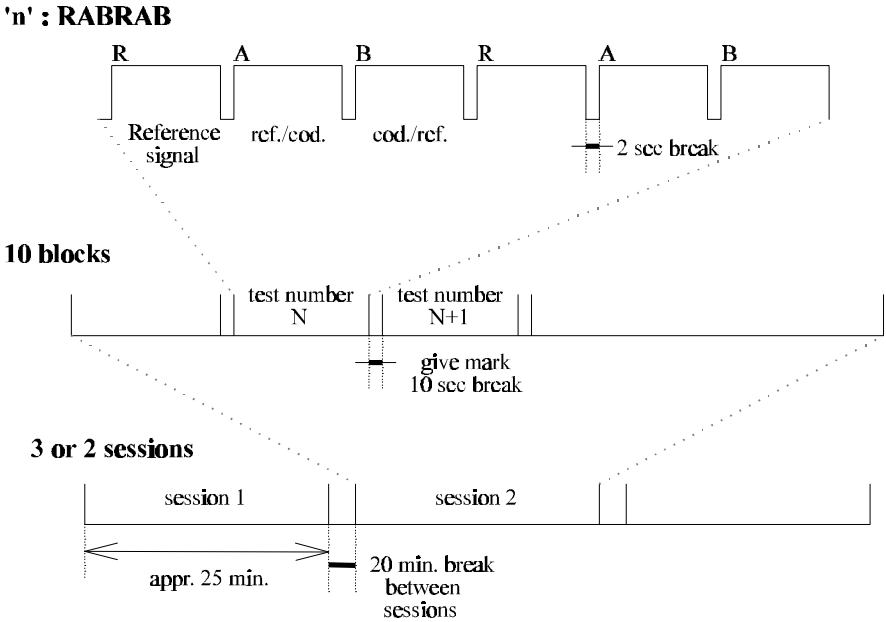 'n' : RABRAB
R A B R A B
Reference
signal
ref./cod.
cod./ref.
2 sec break
10 blocks
test number
N
test number
N+1
give mark
10 sec break
3 or 2 sessions
session 1
session 2
appr. 25 min.
20 min. break
between
sessions